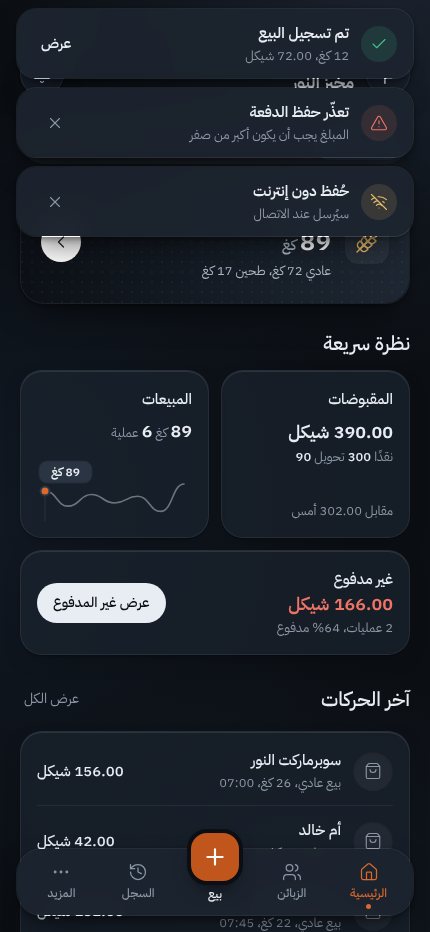 تم تسجيل البيع
12 كغ، 72.00 شيكل
عرض
مخبز النور
تعذّر حفظ الدفعة
المبلغ يجب أن يكون أكبر من صفر
حُفظ دون إنترنت
سيُرسل عند الاتصال
89 كغ
عادي 72 كغ، طحين 17 كغ
نظرة سريعة
المقبوضات
390.00 شيكل
نقدًا 300 تحويل 90
مقابل 302.00 أمس
المبيعات
89 كغ 6 عملية
89 كغ
غير مدفوع
166.00 شيكل
2 عمليات، 64% مدفوع
عرض غير المدفوع
آخر الحركات
عرض الكل
سوبرماركت النور
بيع عادي، 26 كغ، 07:00
156.00 شيكل
أم خالد
42.00 شيكل
الرئيسية
الزبائن
بيع
السجل
المزيد
بيع عادي، 22 كغ، 07:45